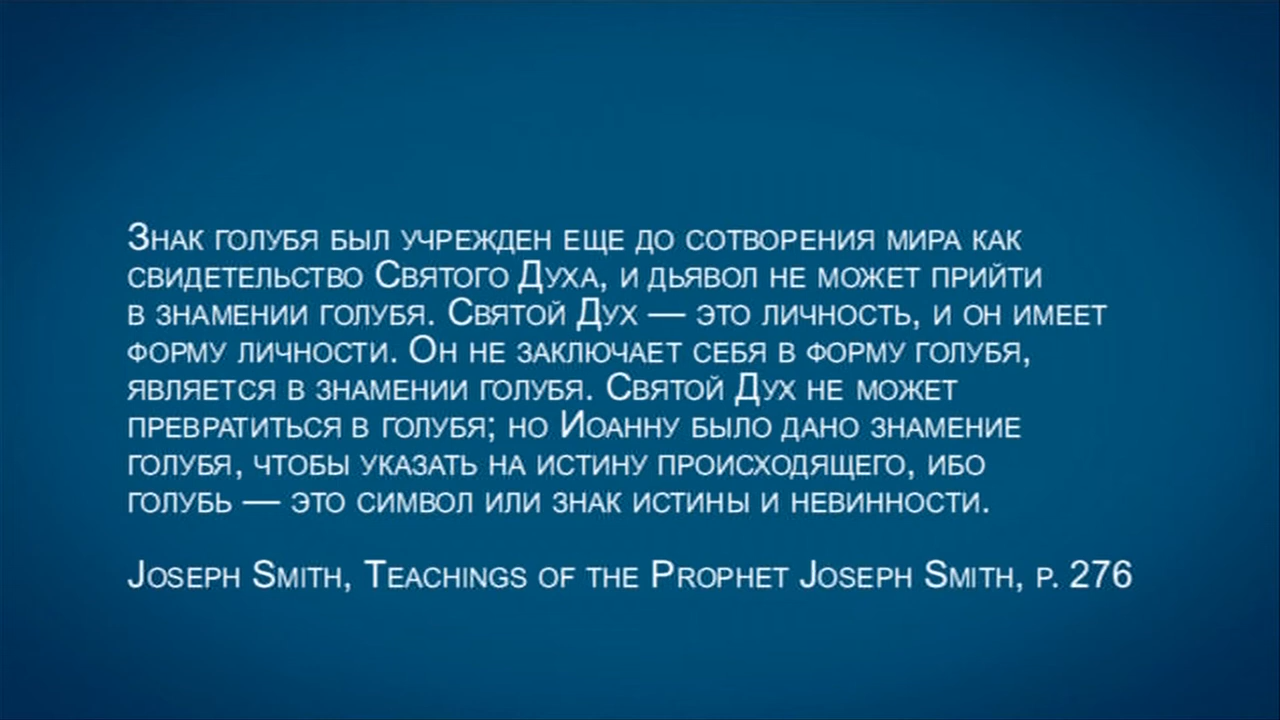 Знак голубя был учрежден еще до сотворения мира как
свидетельство Святого Духа, и дьявол не может прийти
в знамении голубя. Святой Дух — это личность, и он имеет
форму личности. Он не заключает себя в форму голубя,
является в знамении голубя. Святой Дух не может
превратиться в голубя; но Иоанну было дано знамение
голубя, чтобы указать на истину происходящего, ибо
голубь — это символ или знак истины и невинности.
Joseph Smith, Teachings of the Prophet Joseph Smith, p. 276